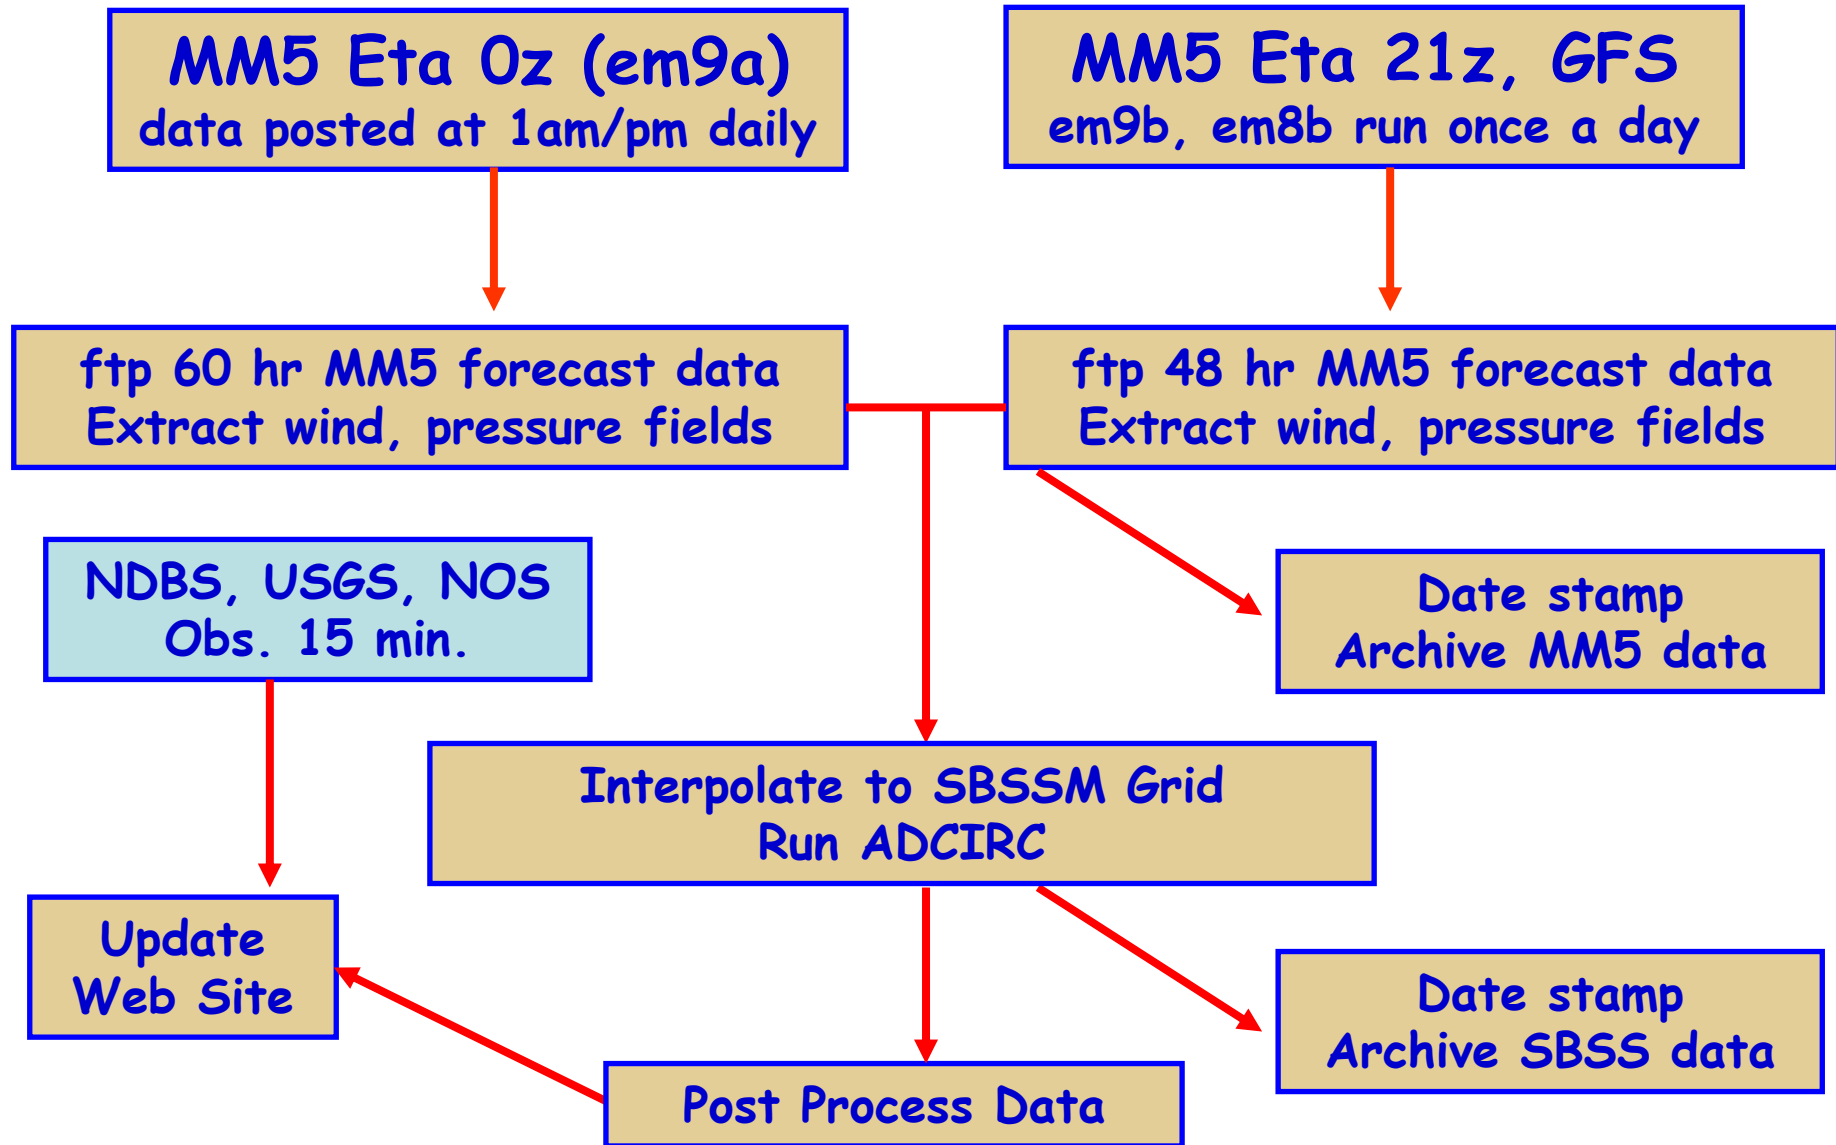 MM5 Eta 0z (em9a)
data posted at 1am/pm daily
MM5 Eta 21z, GFS
em9b, em8b run once a day
ftp 60 hr MM5 forecast data
Extract wind, pressure fields
ftp 48 hr MM5 forecast data
Extract wind, pressure fields
NDBS, USGS, NOS
Obs. 15 min.
Date stamp
Archive MM5 data
Interpolate to SBSSM Grid
Run ADCIRC
Update
Web Site
Date stamp
Archive SBSS data
Post Process Data